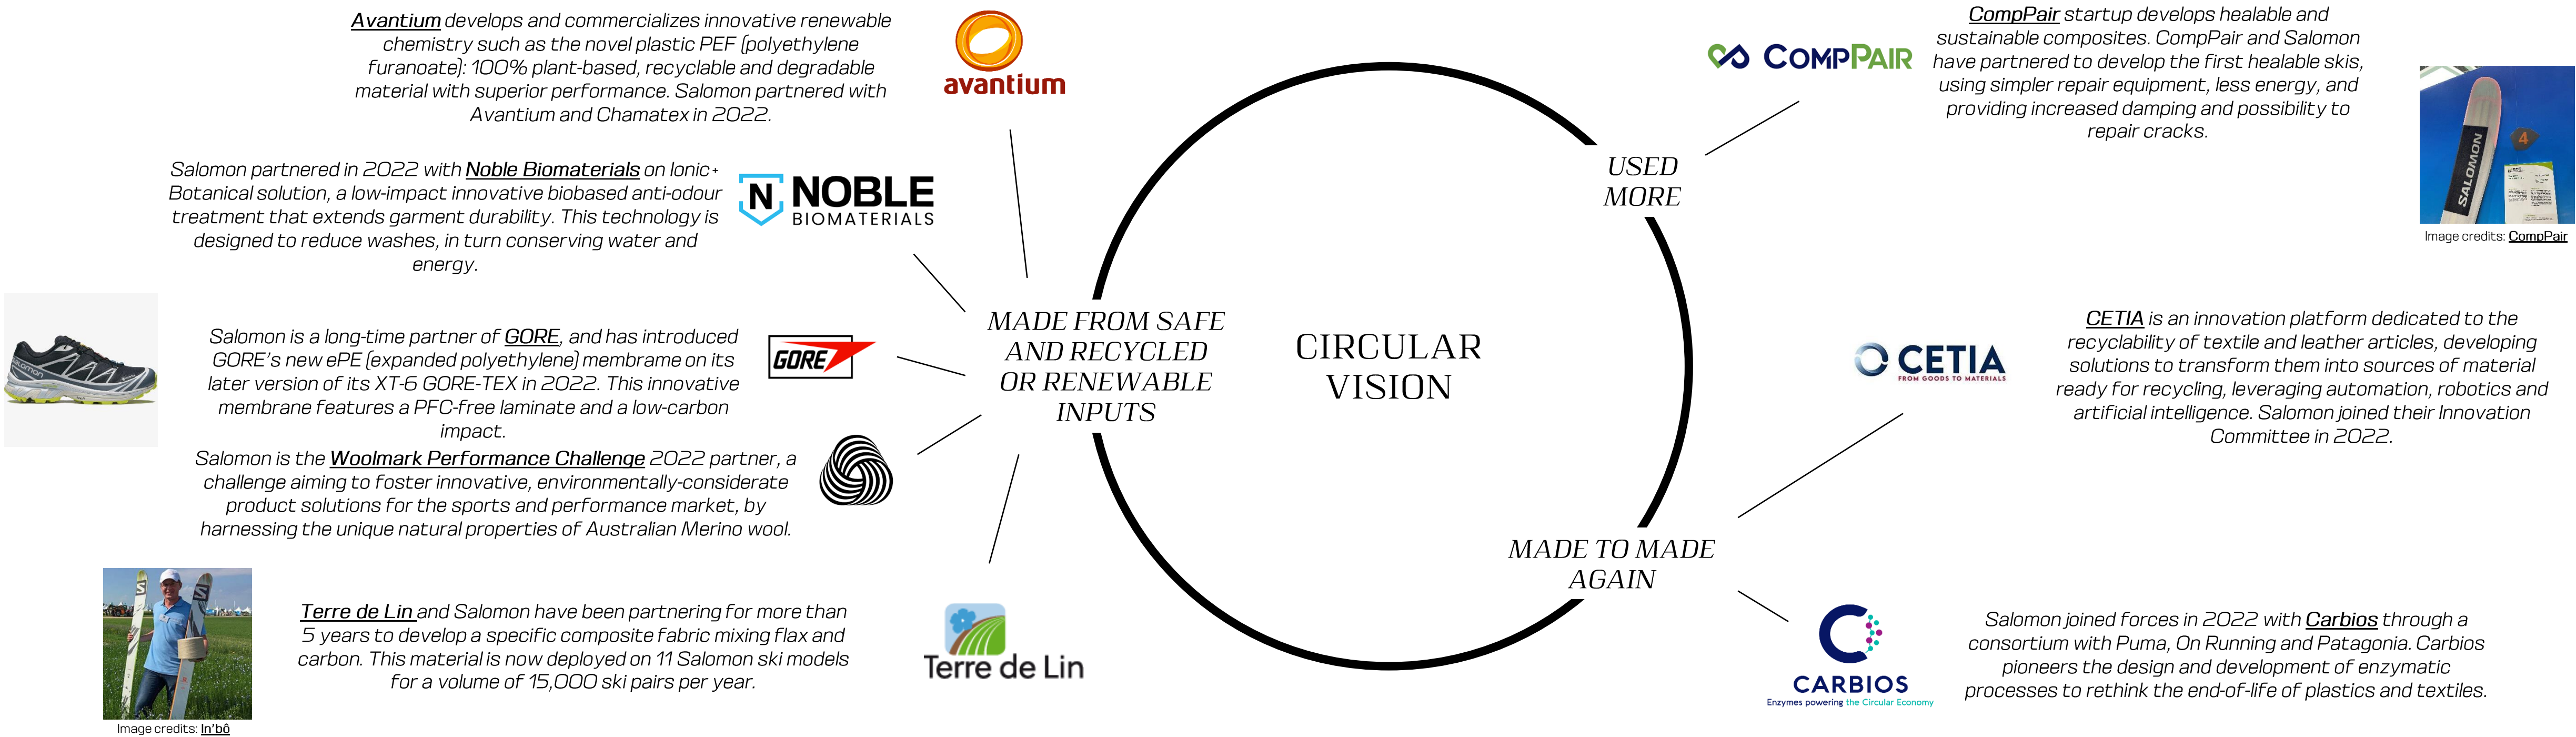 Avantium develops and commercializes innovative renewable
chemistry such as the novel plastic PEF (polyethylene
furanoate): 100% plant-based, recyclable and degradable
material with superior performance. Salomon partnered with
Avantium and Chamatex in 2022.
avantium
Salomon partnered in 2022 with Noble Biomaterials on Ionic+
Botanical solution, a low-impact innovative biobased anti-odour
treatment that extends garment durability. This technology is
designed to reduce washes, in turn conserving water and
energy.
N NOBLE
BIOMATERIALS
Salomon is a long-time partner of GORE, and has introduced
GORE's new ePE (expanded polyethylene) membrame on its
later version of its XT-6 GORE-TEX in 2022. This innovative
membrane features a PFC-free laminate and a low-carbon
impact.
GORE
salomon
Salomon is the Woolmark Performance Challenge 2022 partner, a
challenge aiming to foster innovative, environmentally-considerate
product solutions for the sports and performance market, by
harnessing the unique natural properties of Australian Merino wool.
Terre de Lin and Salomon have been partnering for more than
5 years to develop a specific composite fabric mixing flax and
carbon. This material is now deployed on 11 Salomon ski models
for a volume of 15,000 ski pairs per year.
Terre de Lin
S
S
Image credits: In'bô
MADE FROM SAFE
AND RECYCLED
OR RENEWABLE
INPUTS
CIRCULAR
VISION
USED
MORE
MADE TO MADE
AGAIN
COMPPAIR
CompPair startup develops healable and
sustainable composites. CompPair and Salomon
have partnered to develop the first healable skis,
using simpler repair equipment, less energy, and
providing increased damping and possibility to
repair cracks.
SALOMON
4
Image credits: CompPair
CETIA
FROM GOODS TO MATERIALS
CETIA is an innovation platform dedicated to the
recyclability of textile and leather articles, developing
solutions to transform them into sources of material
ready for recycling, leveraging automation, robotics and
artificial intelligence. Salomon joined their Innovation
Committee in 2022.
CARBIOS
Enzymes powering the Circular Economy
Salomon joined forces in 2022 with Carbios through a
consortium with Puma, On Running and Patagonia. Carbios
pioneers the design and development of enzymatic
processes to rethink the end-of-life of plastics and textiles.